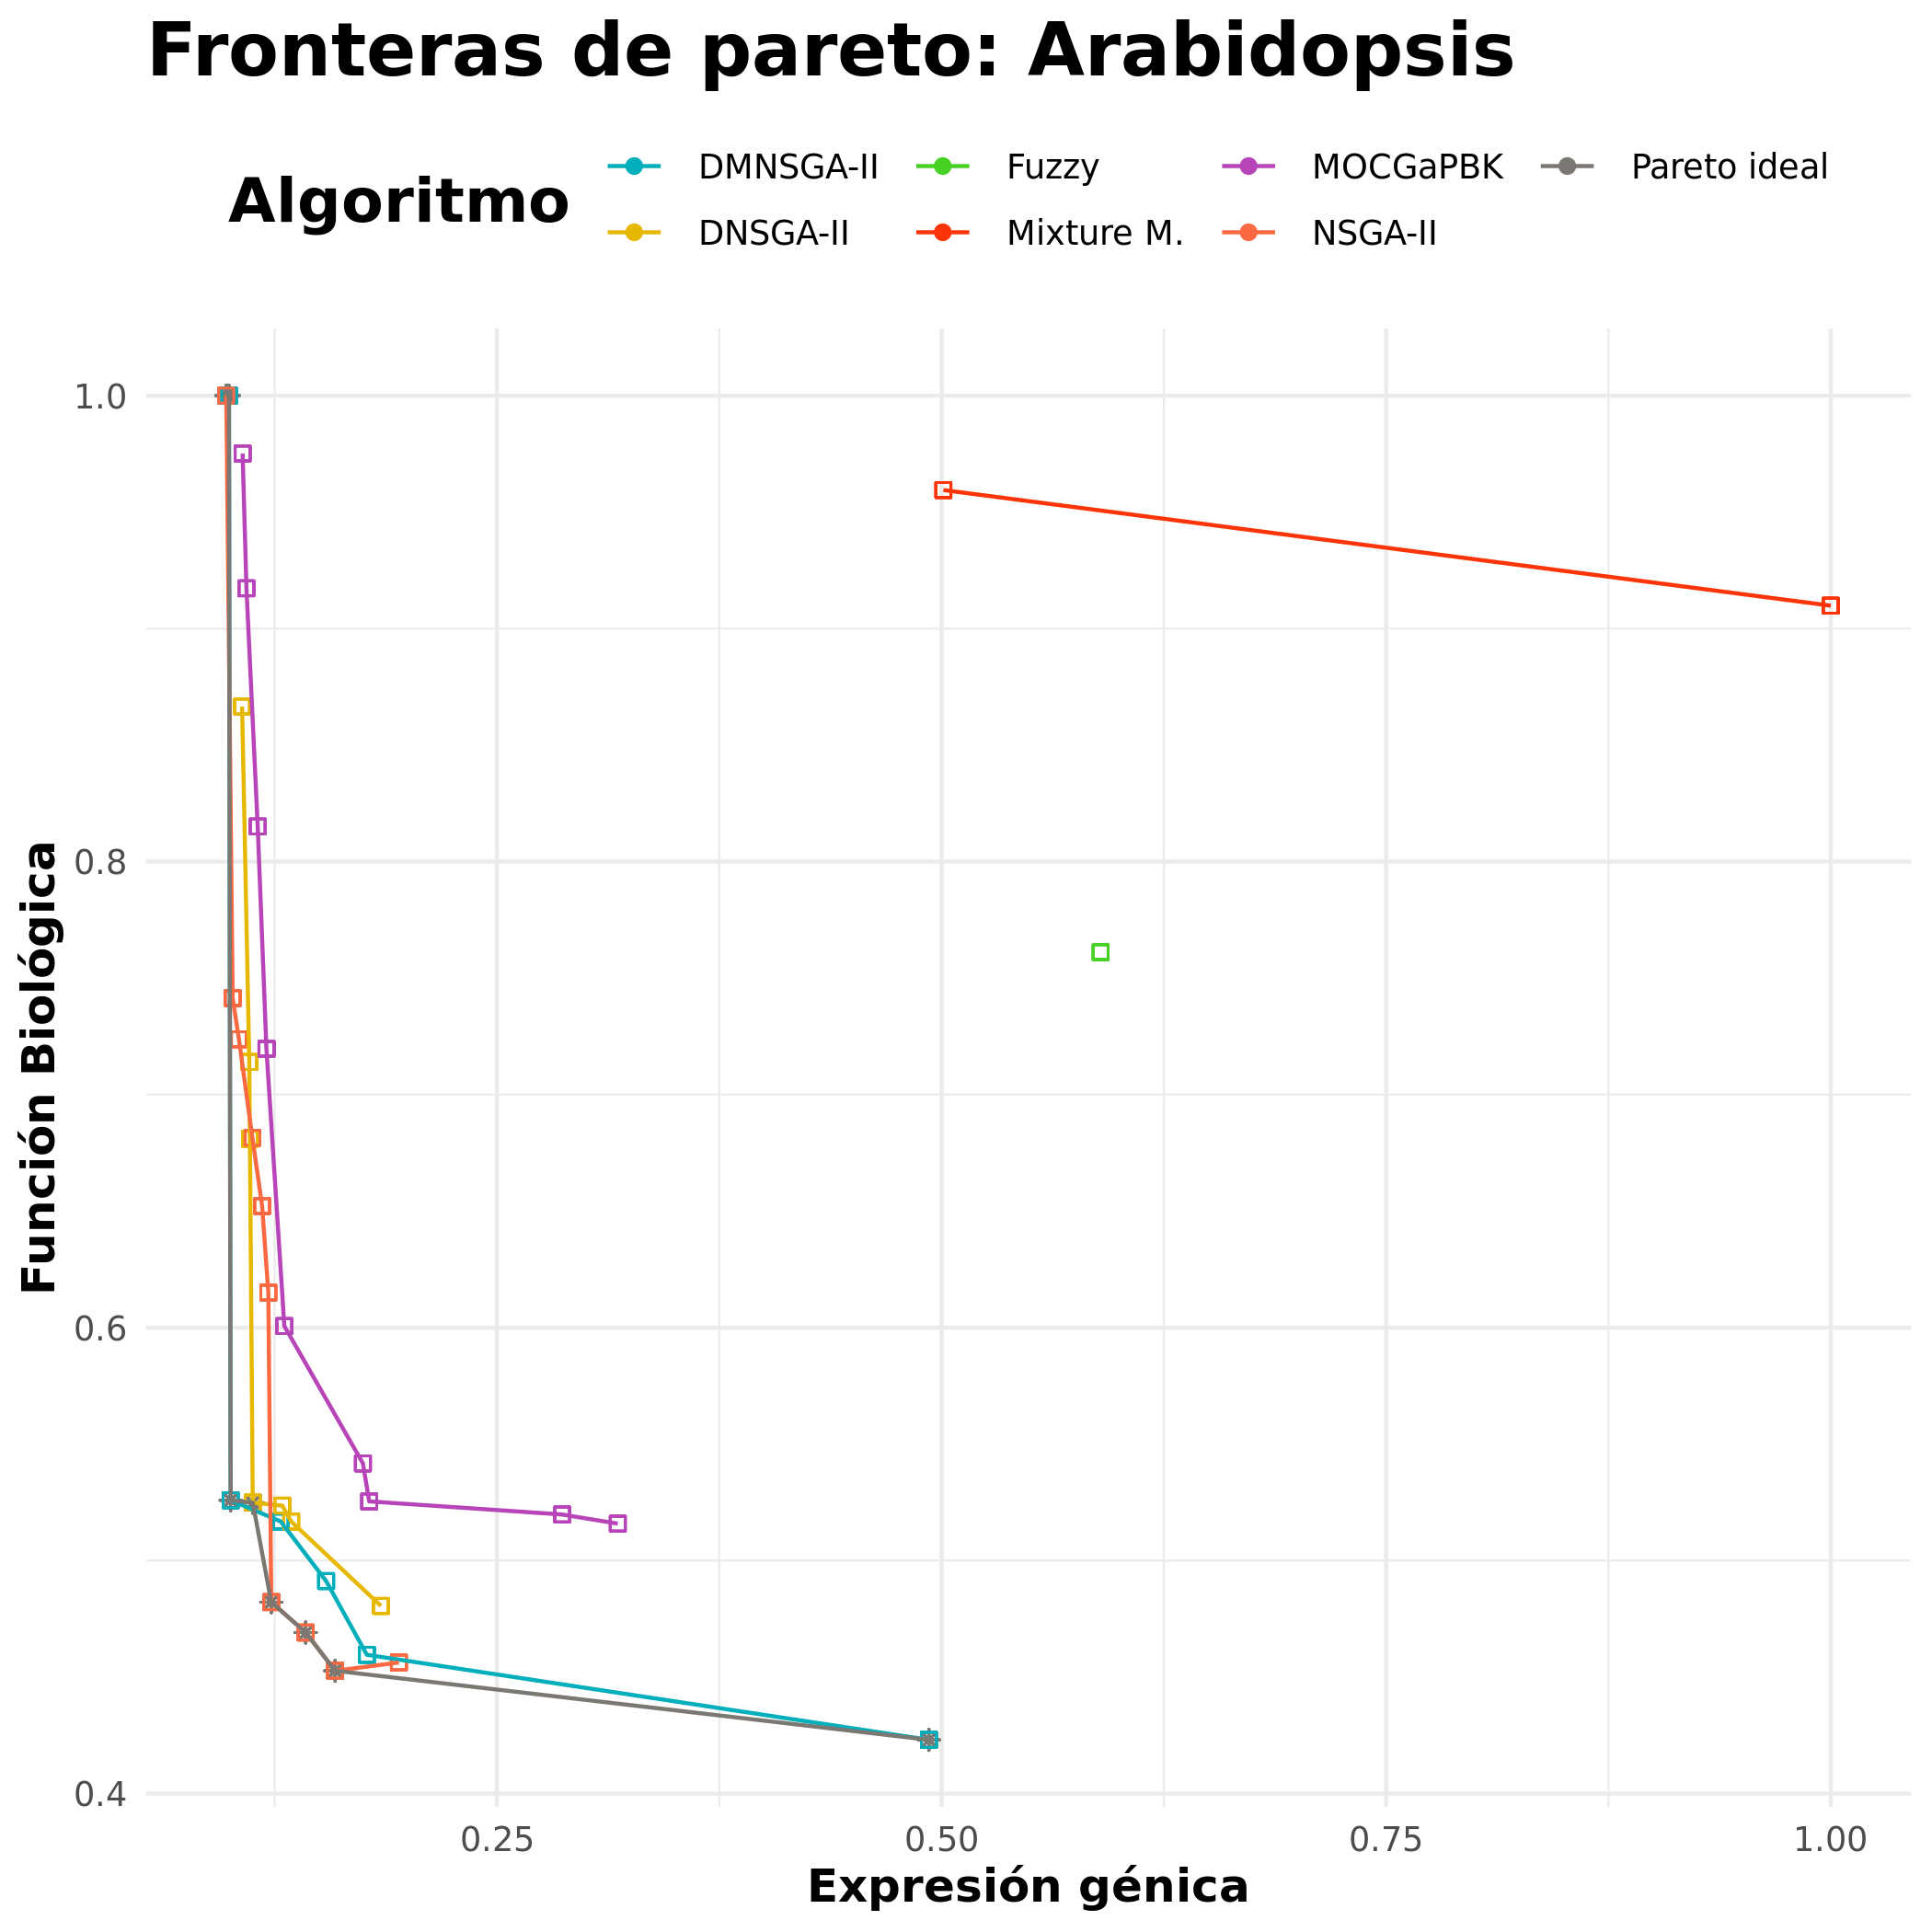 Fronteras de pareto: Arabidopsis
Algoritmo
DMNSGA-II
Fuzzy
MOCGaPBK
Pareto ideal
DNSGA-II
Mixture M.
NSGA-II
Función Biológica
1.0
0.8
0.6
0.4
0.25
0.50
0.75
1.00
Expresión génica